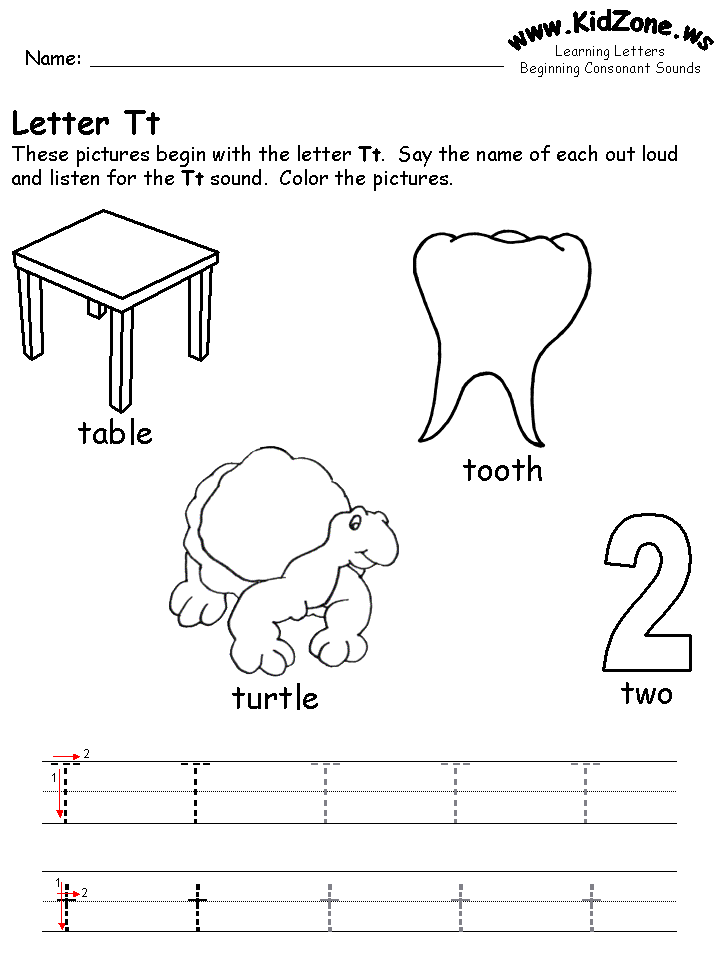 www.KidZone.ws
Learning Letters
Beginning Consonant Sounds
Name:
Letter Tt
These pictures begin with the letter Tt. Say the name of each out loud
and listen for the Tt sound. Color the pictures.
table
tooth
2
turtle
two
2
1
T T T T T
1
2
t t t t t